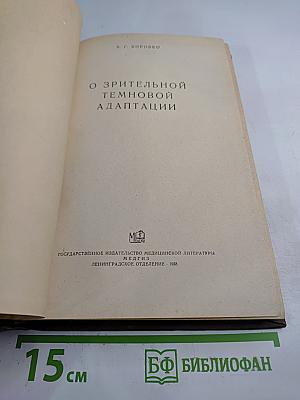 О ЗРИТЕЛЬНОЙ
ТЕМНОВОЙ
АДАПТАЦИИ
ГОСУДАРСТВЕННОЕ ИЗДАТЕЛЬСТВО МЕДИЦИНСКОЙ ЛИТЕРАТУРЫ
МЕДГИЗ
ЛЕНИНГРАДСКОЕ ОТДЕЛЕНИЕ
15 см
БФ БИБЛИОФАН